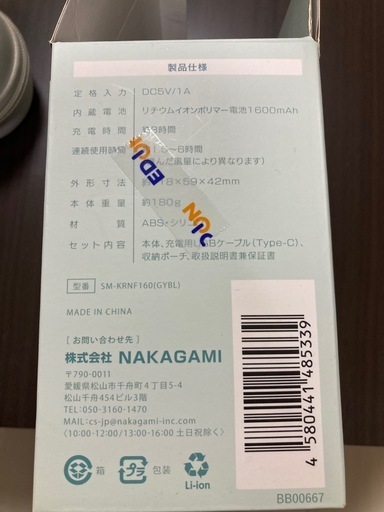 製品仕様
定格入力 DC5V/1A
内蔵電池 リチウムイオンポリマー電池1600mAh
充電時間 約3時間
連続使用時間 1.5~6時間
んだ風量により異なります)
外形寸法 118×59×42mm
本体重量 約180g
材質 ABS・シリ
セット内容 本体、充電用USBケーブル(Type-C)、
収納ポーチ、取扱説明書兼保証書
型番 SM-KRNF160(GYBL)
MADE IN CHINA
[お問い合わせ先]
株式会社 NAKAGAMI
〒790-0011
愛媛県松山市千舟町4丁目5-4
松山千舟454ビル3階
TEL:050-3160-1470
MAIL:cs-jp@nakagami-inc.com
(10:00-12:00/13:00-16:00 土日祝除く)
箱
プラ
包装
Li-ion
4 580441 485339
BB00667
EDION